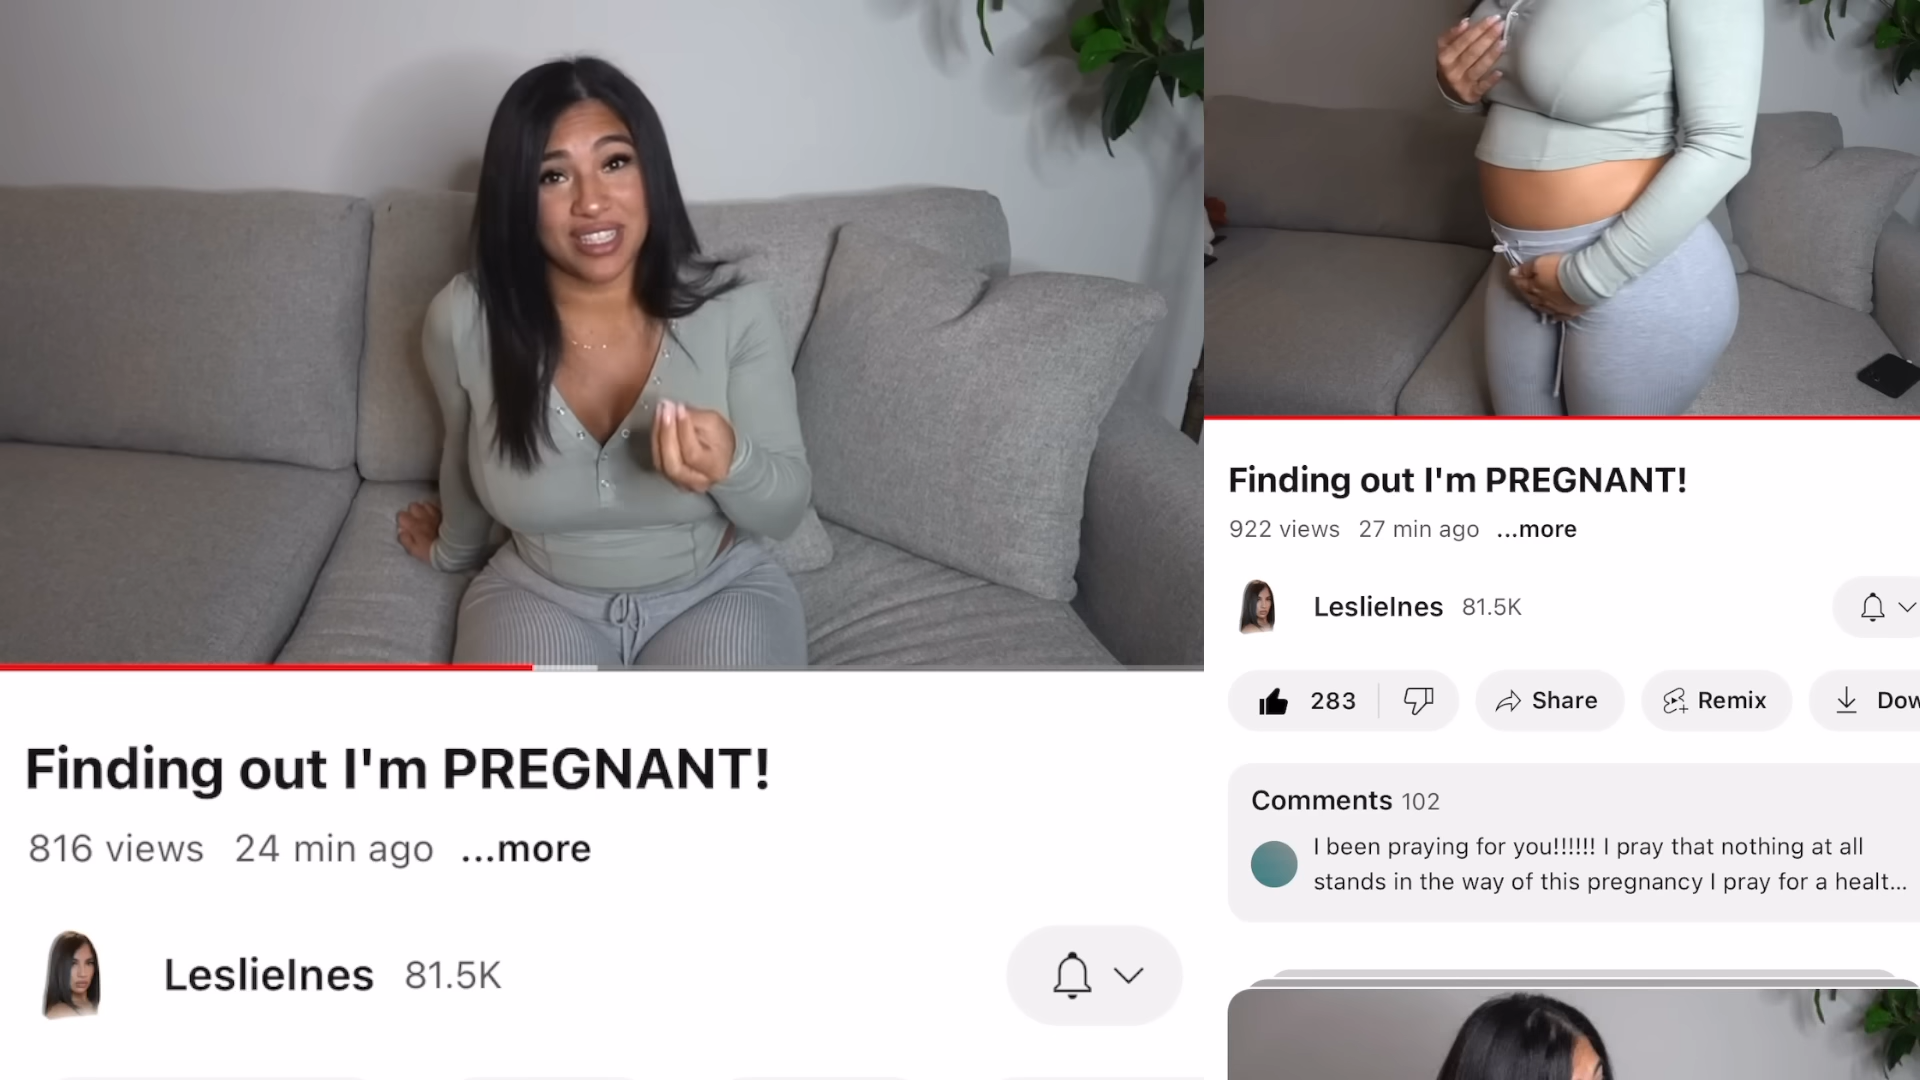 Finding out I'm PREGNANT!
816 views 24 min ago ...more
LeslieInes 81.5K
Finding out I'm PREGNANT!
922 views 27 min ago ...more
LeslieInes 81.5K
283 Share Remix Dow
Comments 102
I been praying for you!!!!!! I pray that nothing at all
stands in the way of this pregnancy I pray for a healt...